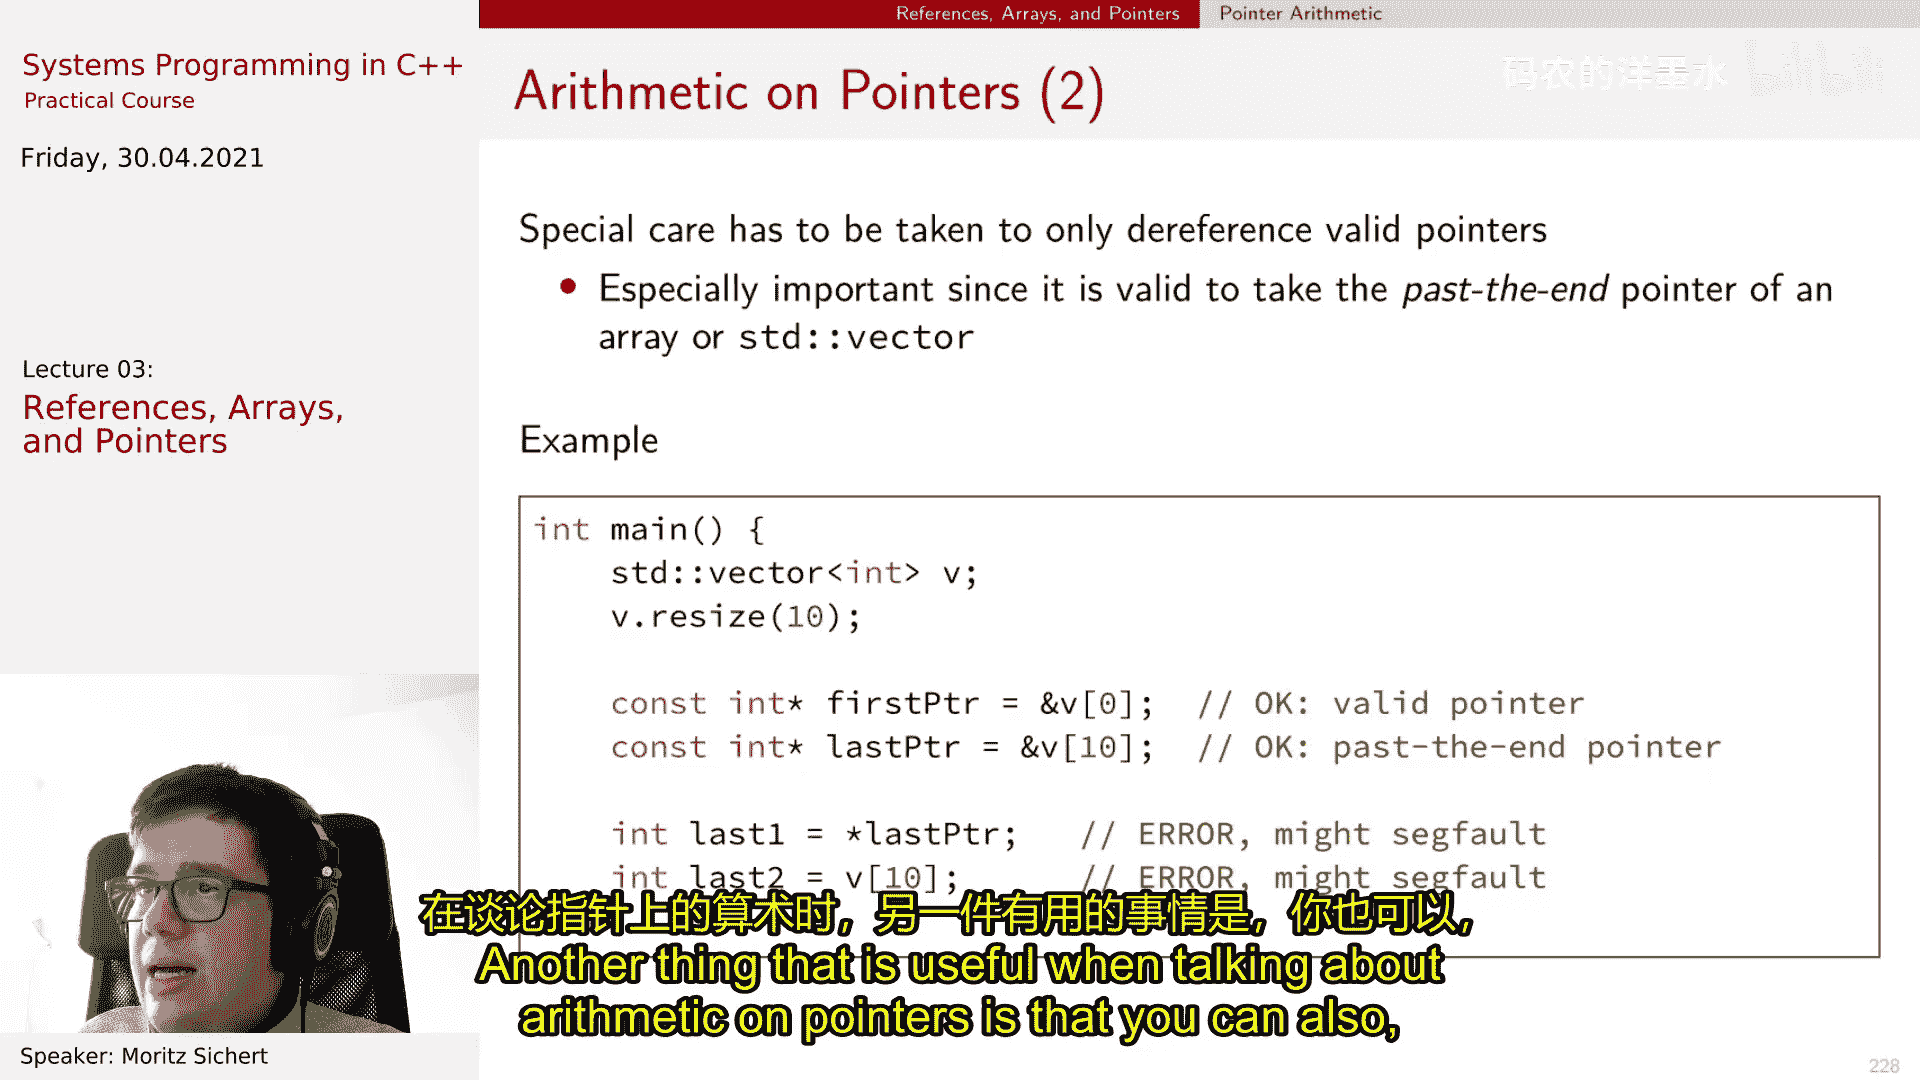 References, Arrays, and Pointers
Pointer Arithmetic
Systems Programming in C++
Practical Course
Friday, 30.04.2021
Lecture 03:
References, Arrays,
and Pointers
Arithmetic on Pointers (2)
码农的洋墨水
bilibili
Special care has to be taken to only dereference valid pointers
• Especially important since it is valid to take the past-the-end pointer of an
array or std::vector
Example
int main() {
std::vector<int> v;
v.resize(10);
const int* firstPtr = &v[0]; // OK: valid pointer
const int* lastPtr = &v[10]; // OK: past-the-end pointer
int last1 = *lastPtr; // ERROR, might segfault
int last2 = v[10]; // ERROR, might segfault
在谈论指针上的算术时，另一件有用的事情是，你也可以，
Another thing that is useful when talking about
arithmetic on pointers is that you can also,
Speaker: Moritz Sichert
228